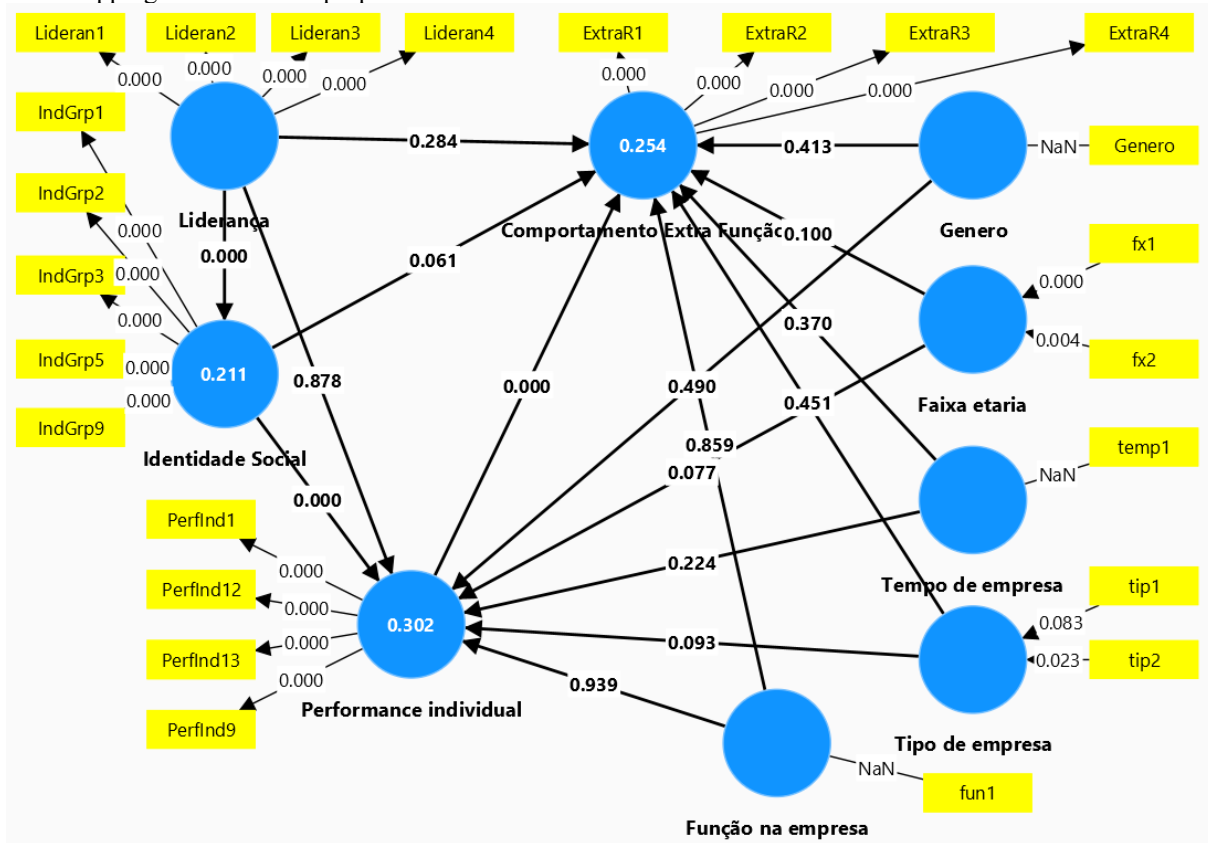 Lideran1
Lideran2
Lideran3
Lideran4
ExtraR1
ExtraR2
ExtraR3
ExtraR4
0.000
0.000
0.000
0.000
0.000
0.000
0.000
0.000
IndGrp1
IndGrp2
IndGrp3
IndGrp5
IndGrp9
0.000
0.000
0.000
0.000
0.000
0.284
0.254
0.413
NaN
Genero
Liderança
Comportamento Extra Função
Genero
0.100
fx1
0.000
0.000
0.061
0.004
fx2
0.370
0.211
0.878
0.000
0.490
0.451
Faixa etaria
Identidade Social
0.859
0.077
temp1
NaN
0.000
PerfInd1
PerfInd12
PerfInd13
PerfInd9
0.000
0.000
0.000
0.000
0.224
Tempo de empresa
tip1
0.083
0.302
0.093
0.023
tip2
0.939
Performance individual
Tipo de empresa
NaN
fun1
Função na empresa